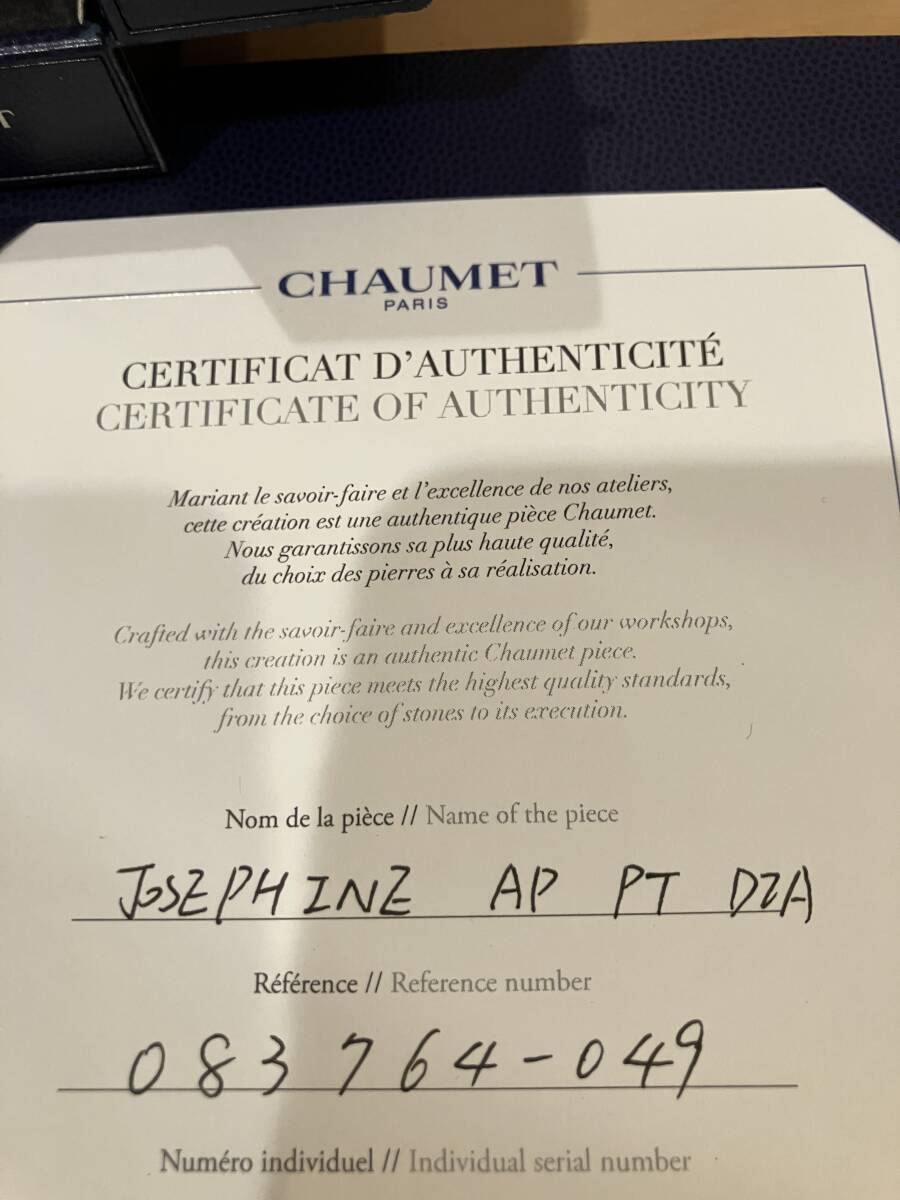 T
CHAUMET
PARIS
CERTIFICAT D'AUTHENTICITÉ
CERTIFICATE OF AUTHENTICITY
Mariant le savoir-faire et l'excellence de nos ateliers,
cette création est une authentique pièce Chaumet.
Nous garantissons sa plus haute qualité,
du choix des pierres à sa réalisation.
Crafted with the savoir-faire and excellence of our workshops,
this creation is an authentic Chaumet piece.
We certify that this piece meets the highest quality standards,
from the choice of stones to its execution.
Nom de la pièce // Name of the piece
JOSEPHINE AP PT DIA
Référence // Reference number
083764-049
Numéro individuel // Individual serial number